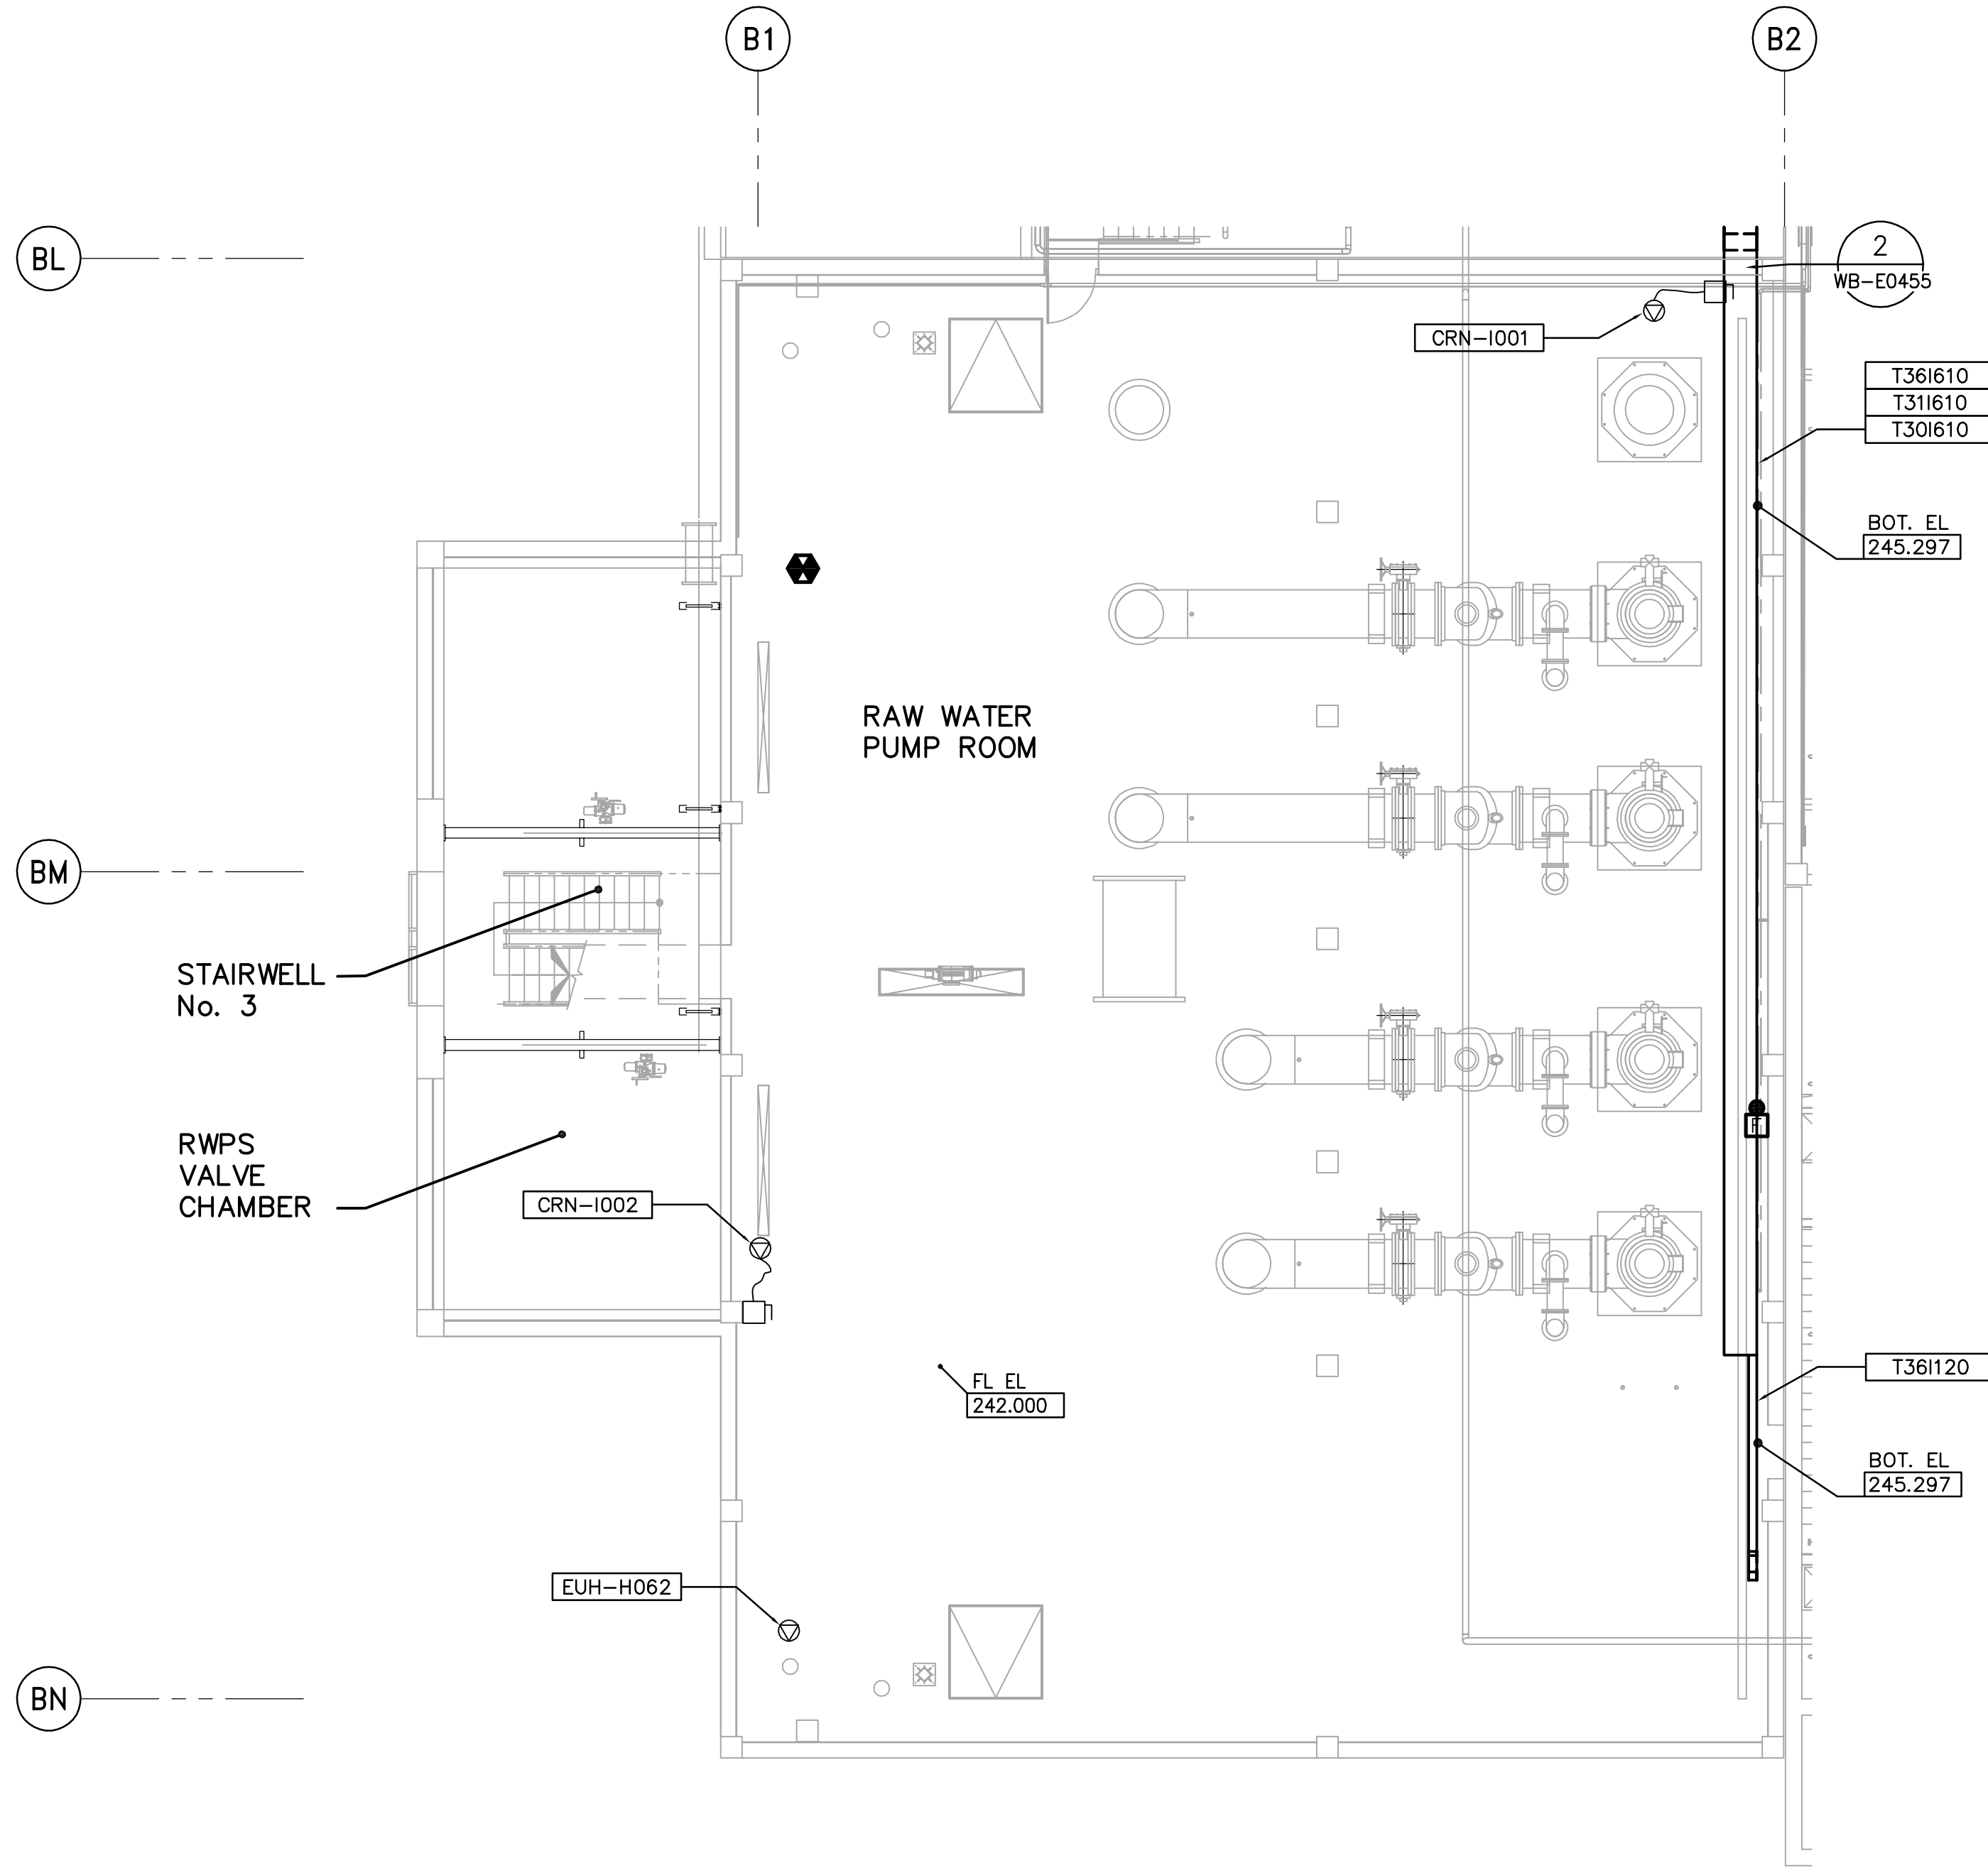 B1
B2
BL
2
WB-E0455
CRN-I001
T36I610
T31I610
T30I610
BOT. EL
245.297
RAW WATER
PUMP ROOM
BM
STAIRWELL
No. 3
F
RWPS
VALVE
CHAMBER
CRN-I002
FL EL
242.000
T36I120
BOT. EL
245.297
EUH-H062
BN